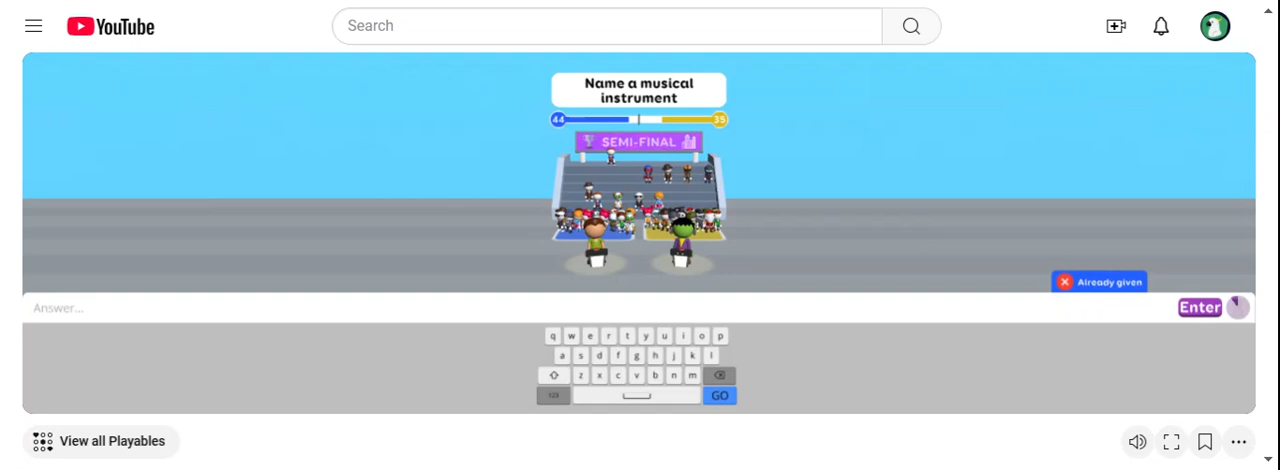 YouTube
Search
Name a musical
instrument
44
35
SEMI-FINAL
Already given
Answer...
Enter
q w e r t y u i o p
a s d f g h j k l
z x c v b n m
123
GO
View all Playables